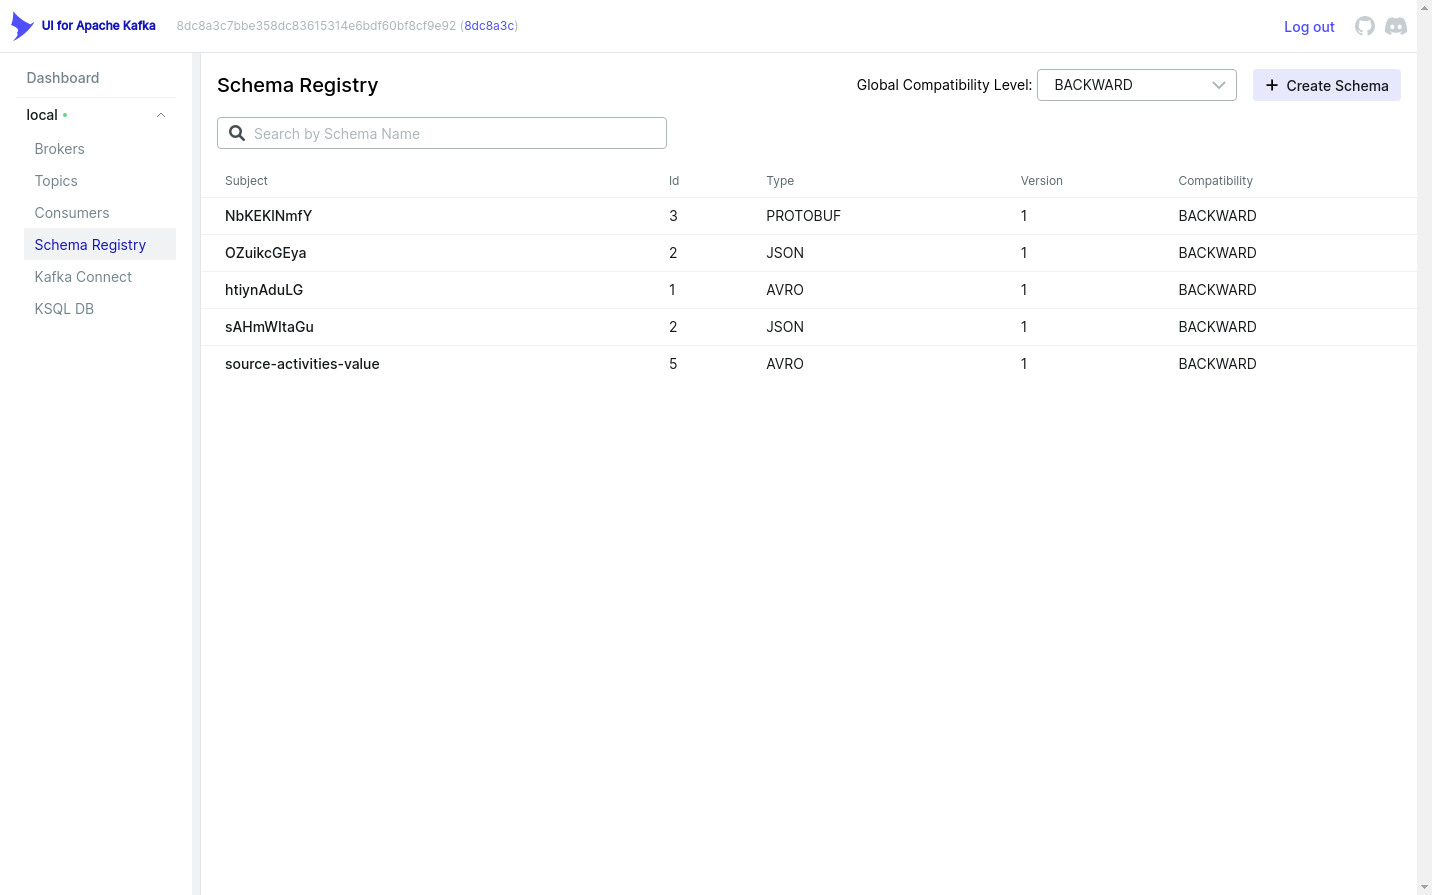 UI for Apache Kafka 8dc8a3c7bbe358dc83615314e6bdf60bf8cf9e92 (8dc8a3c) Log out
Dashboard
local
Brokers
Topics
Consumers
Schema Registry
Kafka Connect
KSQL DB
Schema Registry Global Compatibility Level: BACKWARD Create Schema
Search by Schema Name
Subject Id Type Version Compatibility
NbKEKlNmfY 3 PROTOBUF 1 BACKWARD
OZuikcGEya 2 JSON 1 BACKWARD
htiynAduLG 1 AVRO 1 BACKWARD
sAHmWltaGu 2 JSON 1 BACKWARD
source-activities-value 5 AVRO 1 BACKWARD